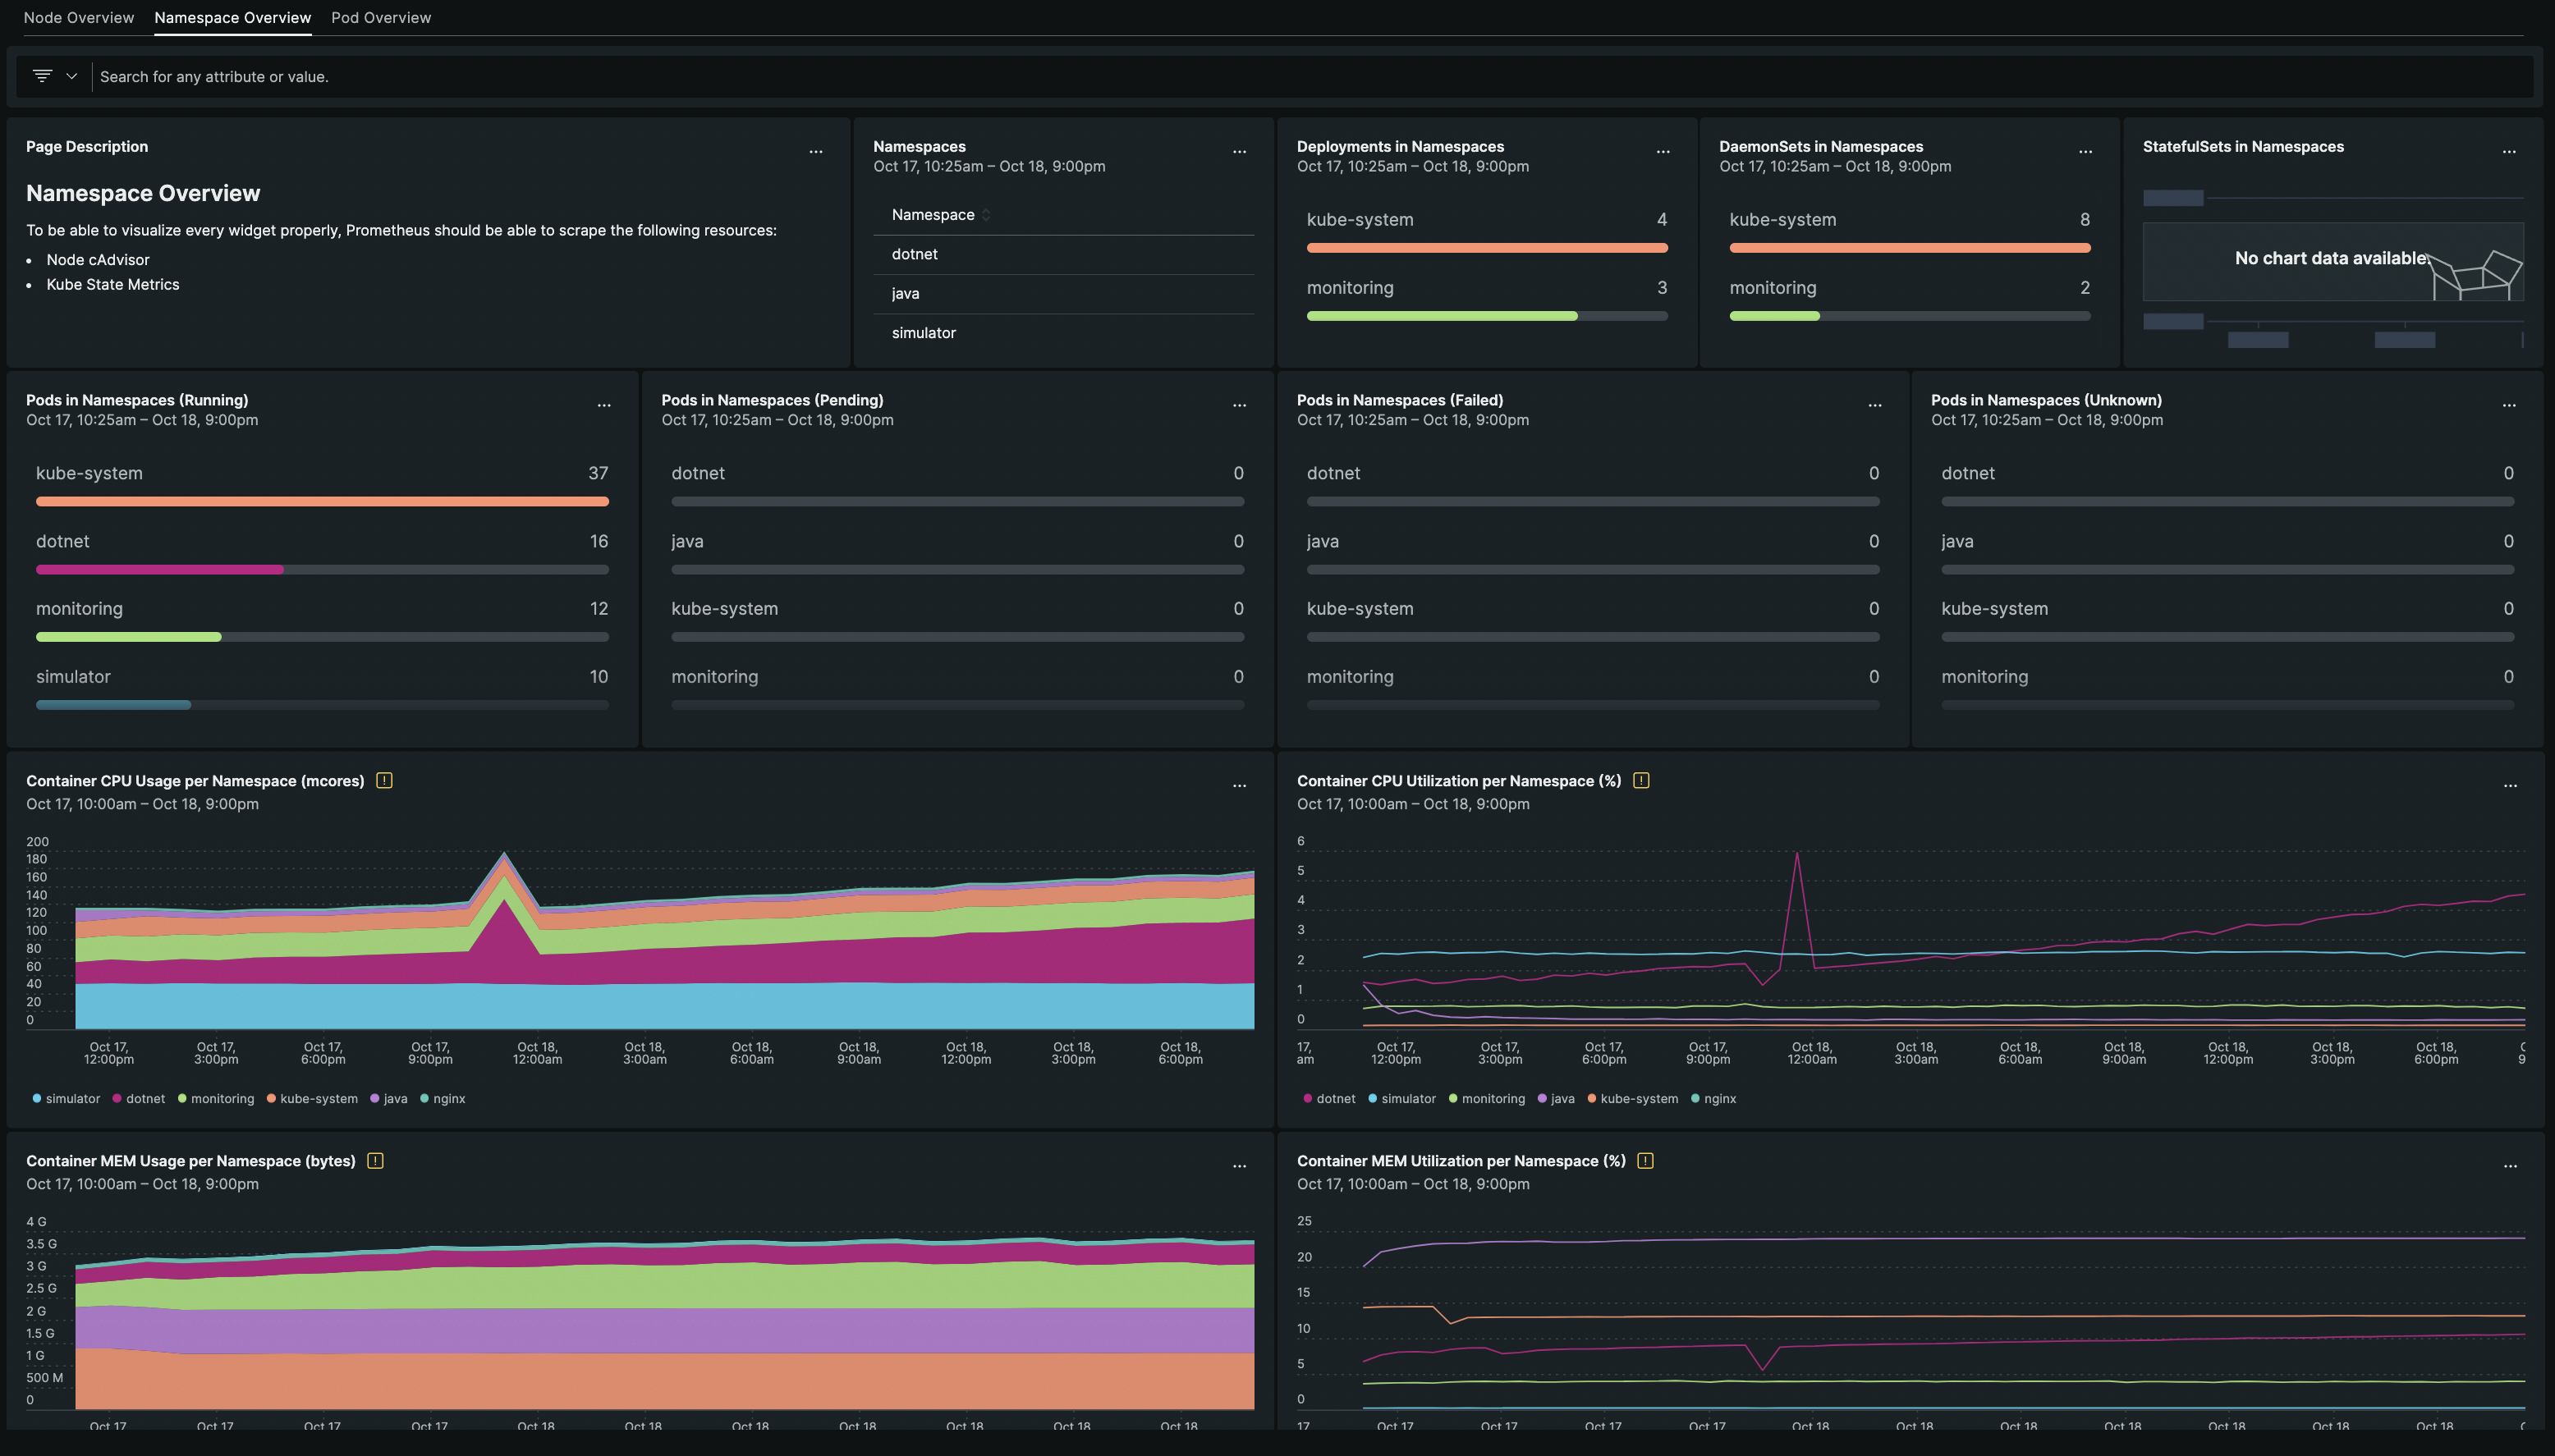 Node Overview Namespace Overview Pod Overview
Search for any attribute or value.
Page Description
Namespace Overview
To be able to visualize every widget properly, Prometheus should be able to scrape the following resources:
• Node cAdvisor
• Kube State Metrics
Namespaces
Oct 17, 10:25am – Oct 18, 9:00pm
Namespace
dotnet
java
simulator
Deployments in Namespaces
Oct 17, 10:25am – Oct 18, 9:00pm
kube-system 4
monitoring 3
DaemonSets in Namespaces
Oct 17, 10:25am – Oct 18, 9:00pm
kube-system 8
monitoring 2
StatefulSets in Namespaces
No chart data available.
Pods in Namespaces (Running)
Oct 17, 10:25am – Oct 18, 9:00pm
kube-system 37
dotnet 16
monitoring 12
simulator 10
Pods in Namespaces (Pending)
Oct 17, 10:25am – Oct 18, 9:00pm
dotnet 0
java 0
kube-system 0
monitoring 0
Pods in Namespaces (Failed)
Oct 17, 10:25am – Oct 18, 9:00pm
dotnet 0
java 0
kube-system 0
monitoring 0
Pods in Namespaces (Unknown)
Oct 17, 10:25am – Oct 18, 9:00pm
dotnet 0
java 0
kube-system 0
monitoring 0
Container CPU Usage per Namespace (mcores)
Oct 17, 10:00am – Oct 18, 9:00pm
200
180
160
140
120
100
80
60
40
20
0
Oct 17, Oct 17, Oct 17, Oct 17, Oct 18, Oct 18, Oct 18, Oct 18, Oct 18, Oct 18, Oct 18,
12:00pm 3:00pm 6:00pm 9:00pm 12:00am 3:00am 6:00am 9:00am 12:00pm 3:00pm 6:00pm
simulator dotnet monitoring kube-system java nginx
Container CPU Utilization per Namespace (%)
Oct 17, 10:00am – Oct 18, 9:00pm
6
5
4
3
2
1
0
17, Oct 17, Oct 17, Oct 17, Oct 17, Oct 18, Oct 18, Oct 18, Oct 18, Oct 18, Oct 18, Oct 18,
am 12:00pm 3:00pm 6:00pm 9:00pm 12:00am 3:00am 6:00am 9:00am 12:00pm 3:00pm 6:00pm 9
dotnet simulator monitoring java kube-system nginx
Container MEM Usage per Namespace (bytes)
Oct 17, 10:00am – Oct 18, 9:00pm
4 G
3.5 G
3 G
2.5 G
2 G
1.5 G
1 G
500 M
0
Oct 17 Oct 17 Oct 17 Oct 17 Oct 18 Oct 18 Oct 18 Oct 18 Oct 18 Oct 18 Oct 18
Container MEM Utilization per Namespace (%)
Oct 17, 10:00am – Oct 18, 9:00pm
25
20
15
10
5
0
17 Oct 17 Oct 17 Oct 17 Oct 17 Oct 18 Oct 18 Oct 18 Oct 18 Oct 18 Oct 18 Oct 18